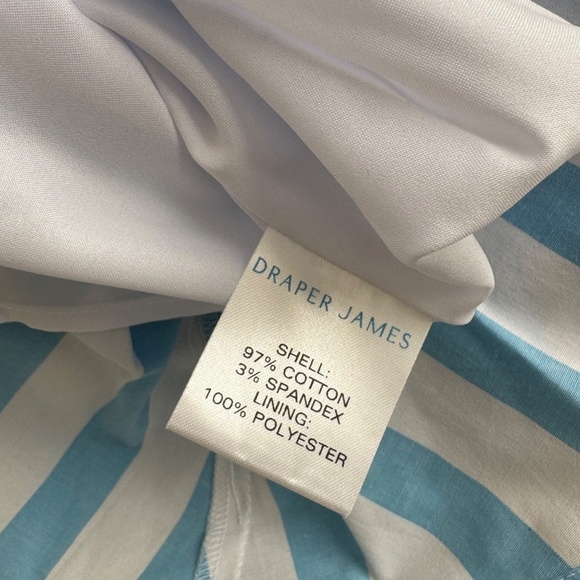 DRAPER JAMES
SHELL:
97% COTTON
3% SPANDEX
LINING:
100% POLYESTER